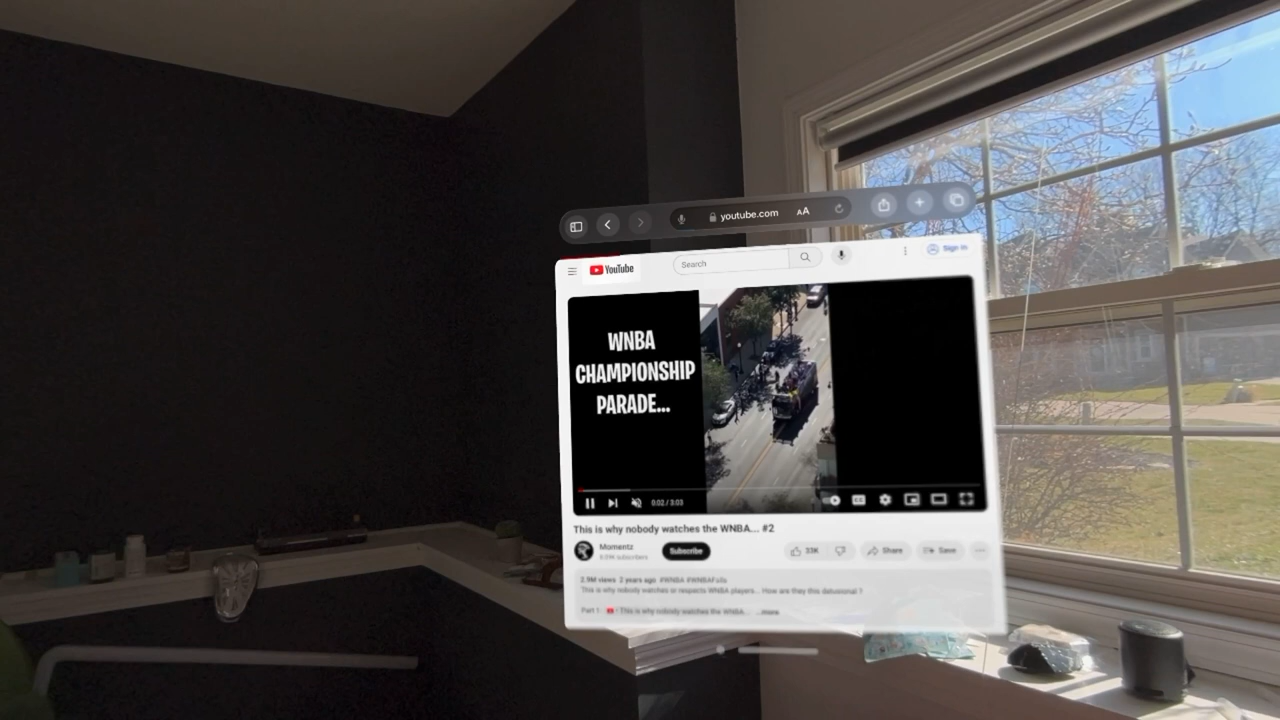 youtube.com AA
YouTube
Search
Sign in
WNBA
CHAMPIONSHIP
PARADE...
0:02 / 3:03
CC
This is why nobody watches the WNBA... #2
Momentz
Subscribe
33K
Share
Save
2.9M views 2 years ago #WNBA #WNBAFails
This is why nobody watches or respects WNBA players... How are they this delusional ?
Part 1: This is why nobody watches the WNBA... ...more